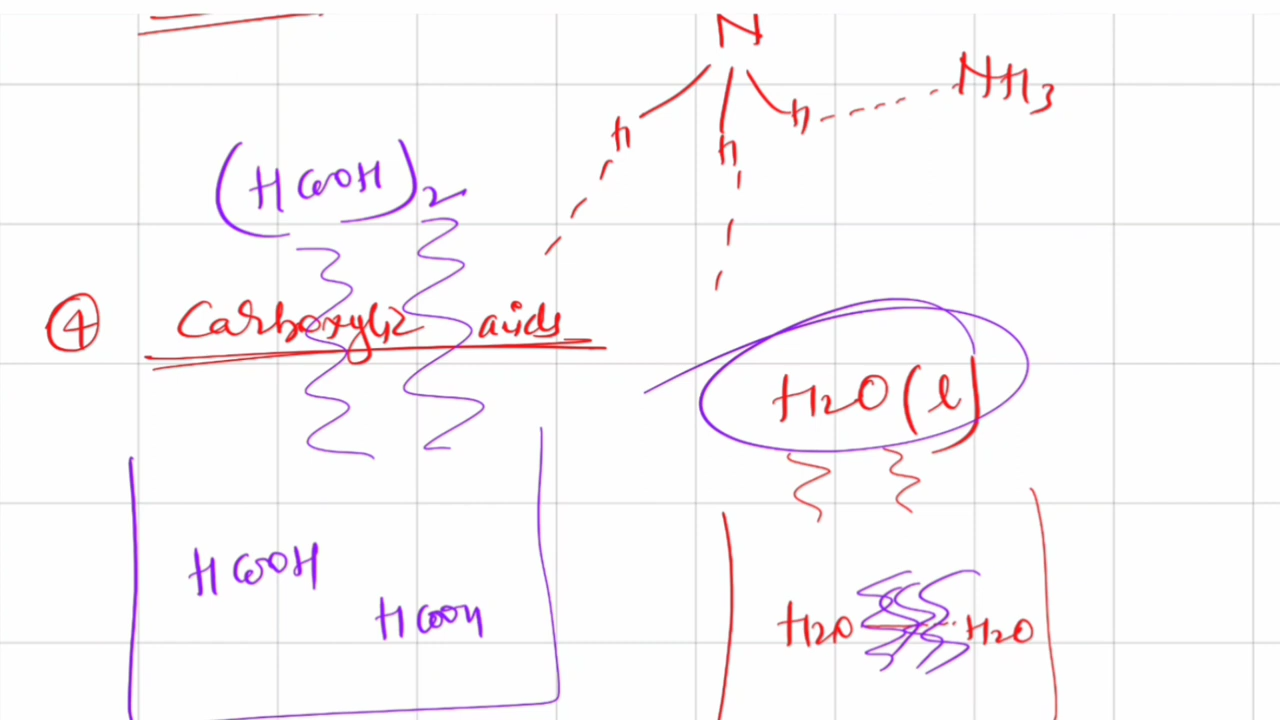 N
NH3
h
h
h
(HCOOH)2
④ Carboxylic acids
H2O(l)
HCOOH
HCOOH
H2O H2O